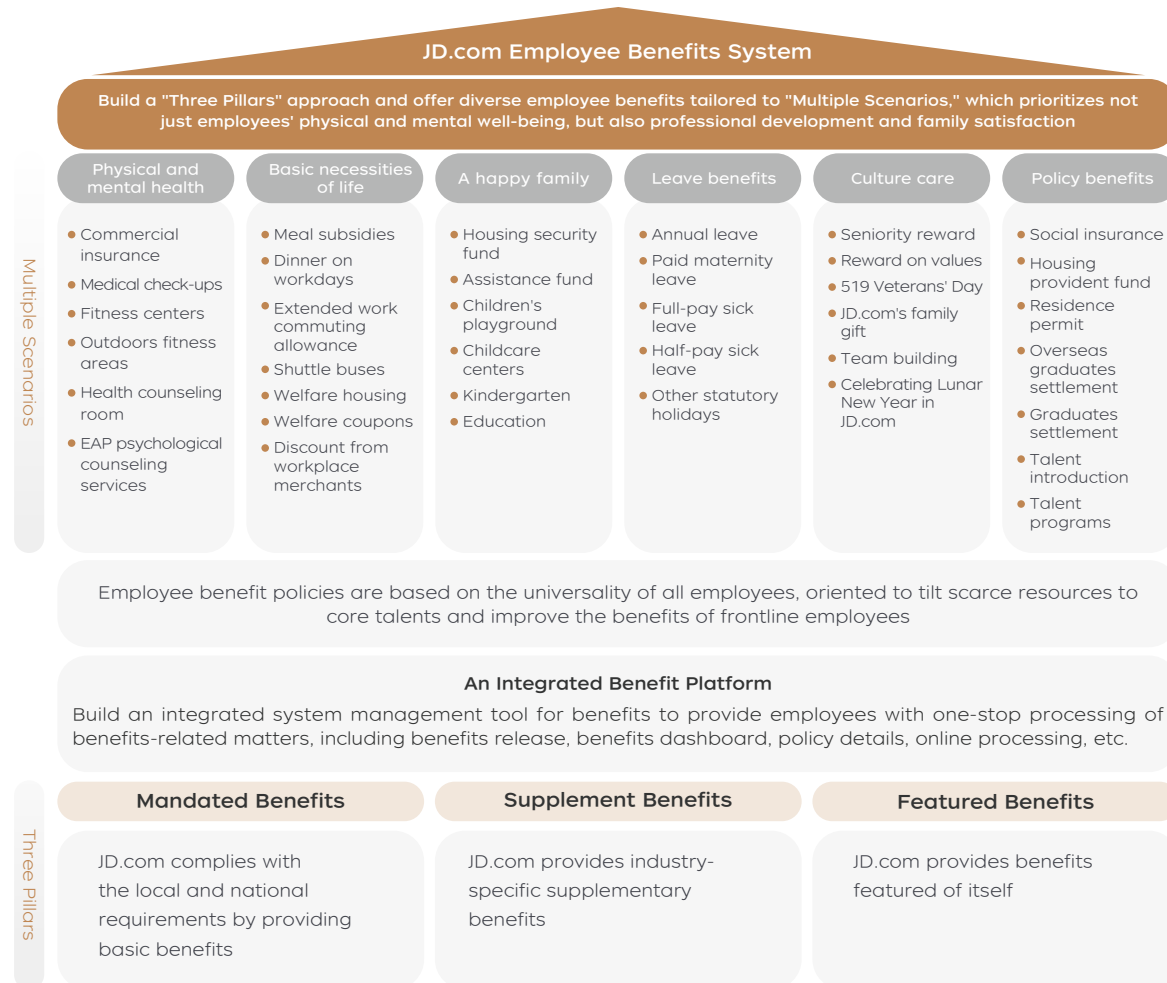 JD.com Employee Benefits System
Build a "Three Pillars" approach and offer diverse employee benefits tailored to "Multiple Scenarios," which prioritizes not
just employees' physical and mental well-being, but also professional development and family satisfaction
Multiple Scenarios
Physical and
mental health
Commercial
insurance
Medical check-ups
Fitness centers
Outdoors fitness
areas
Health counseling
room
EAP psychological
counseling
services
Basic necessities
of life
Meal subsidies
Dinner on
workdays
Extended work
commuting
allowance
Shuttle buses
Welfare housing
Welfare coupons
Discount from
workplace
merchants
A happy family
Housing security
fund
Assistance fund
Children's
playground
Childcare
centers
Kindergarten
Education
Leave benefits
Annual leave
Paid maternity
leave
Full-pay sick
leave
Half-pay sick
leave
Other statutory
holidays
Culture care
Seniority reward
Reward on values
519 Veterans' Day
JD.com's family
gift
Team building
Celebrating Lunar
New Year in
JD.com
Policy benefits
Social insurance
Housing
provident fund
Residence
permit
Overseas
graduates
settlement
Graduates
settlement
Talent
introduction
Talent
programs
Employee benefit policies are based on the universality of all employees, oriented to tilt scarce resources to
core talents and improve the benefits of frontline employees
An Integrated Benefit Platform
Build an integrated system management tool for benefits to provide employees with one-stop processing of
benefits-related matters, including benefits release, benefits dashboard, policy details, online processing, etc.
Three Pillars
Mandated Benefits
JD.com complies with
the local and national
requirements by providing
basic benefits
Supplement Benefits
JD.com provides industry-
specific supplementary
benefits
Featured Benefits
JD.com provides benefits
featured of itself